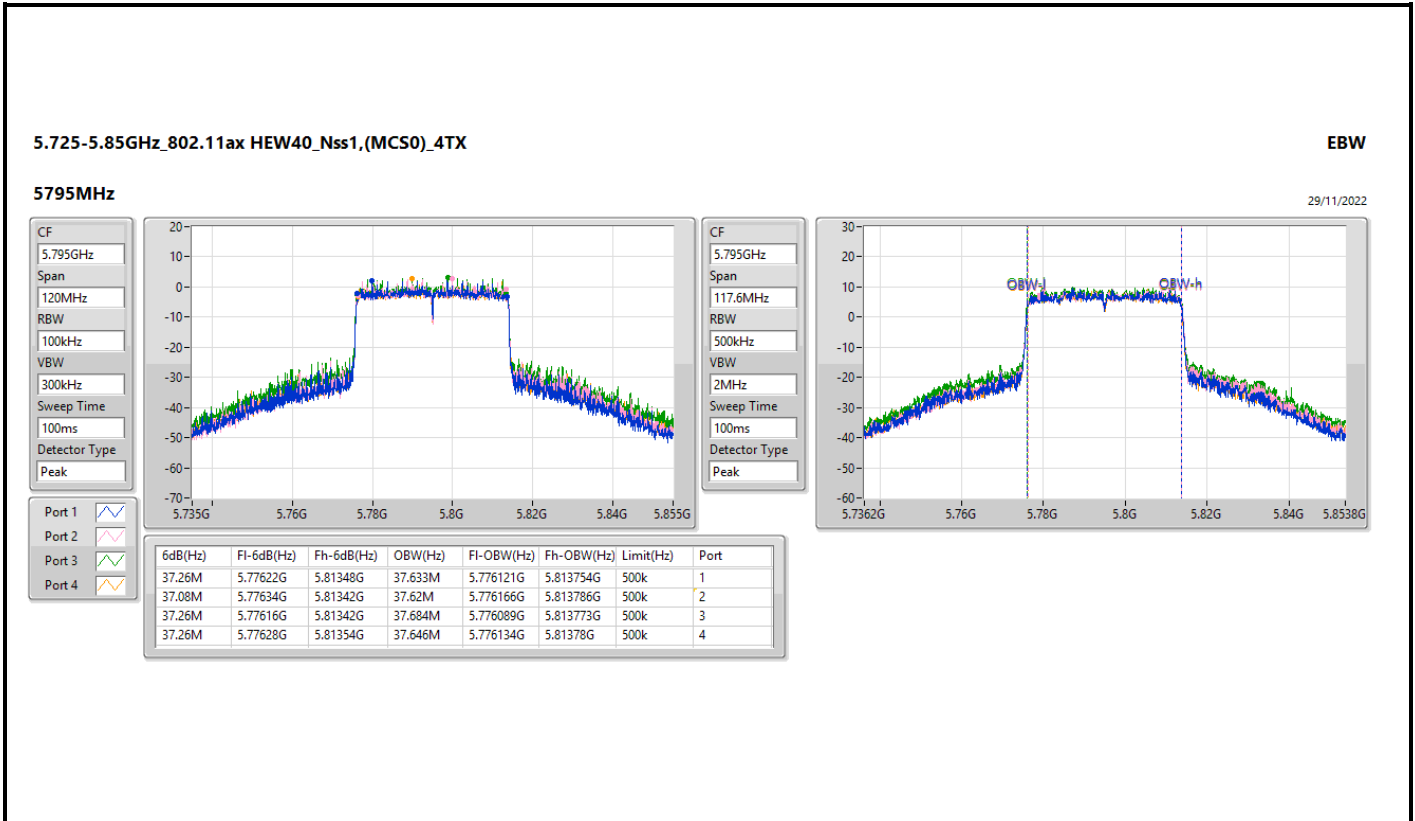 5.725-5.85GHz_802.11ax HEW40_Nss1,(MCS0)_4TX
EBW
5795MHz
29/11/2022
CF
5.795GHz
Span
120MHz
RBW
100kHz
VBW
300kHz
Sweep Time
100ms
Detector Type
Peak
20
10
0
-10
-20
-30
-40
-50
-60
-70
5.735G 5.76G 5.78G 5.8G 5.82G 5.84G 5.855G
CF
5.795GHz
Span
117.6MHz
RBW
500kHz
VBW
2MHz
Sweep Time
100ms
Detector Type
Peak
30
20
10
0
-10
-20
-30
-40
-50
-60
OBW-l OBW-h
5.7362G 5.76G 5.78G 5.8G 5.82G 5.84G 5.8538G
Port 1
Port 2
Port 3
Port 4
6dB(Hz) Fl-6dB(Hz) Fh-6dB(Hz) OBW(Hz) Fl-OBW(Hz) Fh-OBW(Hz) Limit(Hz) Port
37.26M 5.77622G 5.81348G 37.633M 5.776121G 5.813754G 500k 1
37.08M 5.77634G 5.81342G 37.62M 5.776166G 5.813786G 500k 2
37.26M 5.77616G 5.81342G 37.684M 5.776089G 5.813773G 500k 3
37.26M 5.77628G 5.81354G 37.646M 5.776134G 5.81378G 500k 4